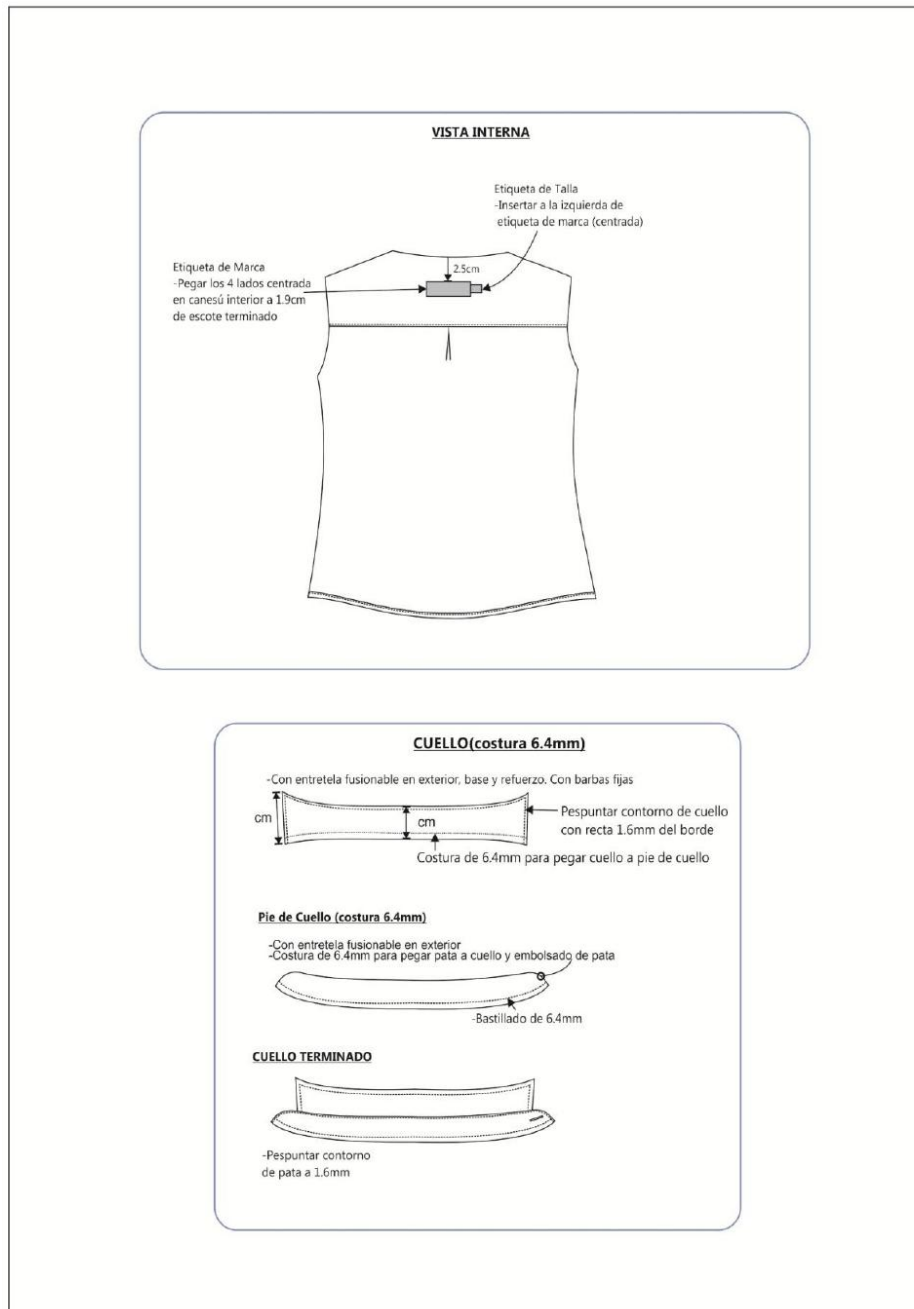 VISTA INTERNA
Etiqueta de Talla
-Insertar a la izquierda de
etiqueta de marca (centrada)
2.5cm
Etiqueta de Marca
-Pegar los 4 lados centrada
en canesú interior a 1.9cm
de escote terminado
CUELLO(costura 6.4mm)
-Con entretela fusionable en exterior, base y refuerzo. Con barbas fijas
cm
cm
Pespuntar contorno de cuello
con recta 1.6mm del borde
Costura de 6.4mm para pegar cuello a pie de cuello
Pie de Cuello (costura 6.4mm)
-Con entretela fusionable en exterior
-Costura de 6.4mm para pegar pata a cuello y embolsado de pata
-Bastillado de 6.4mm
CUELLO TERMINADO
-Pespuntar contorno
de pata a 1.6mm